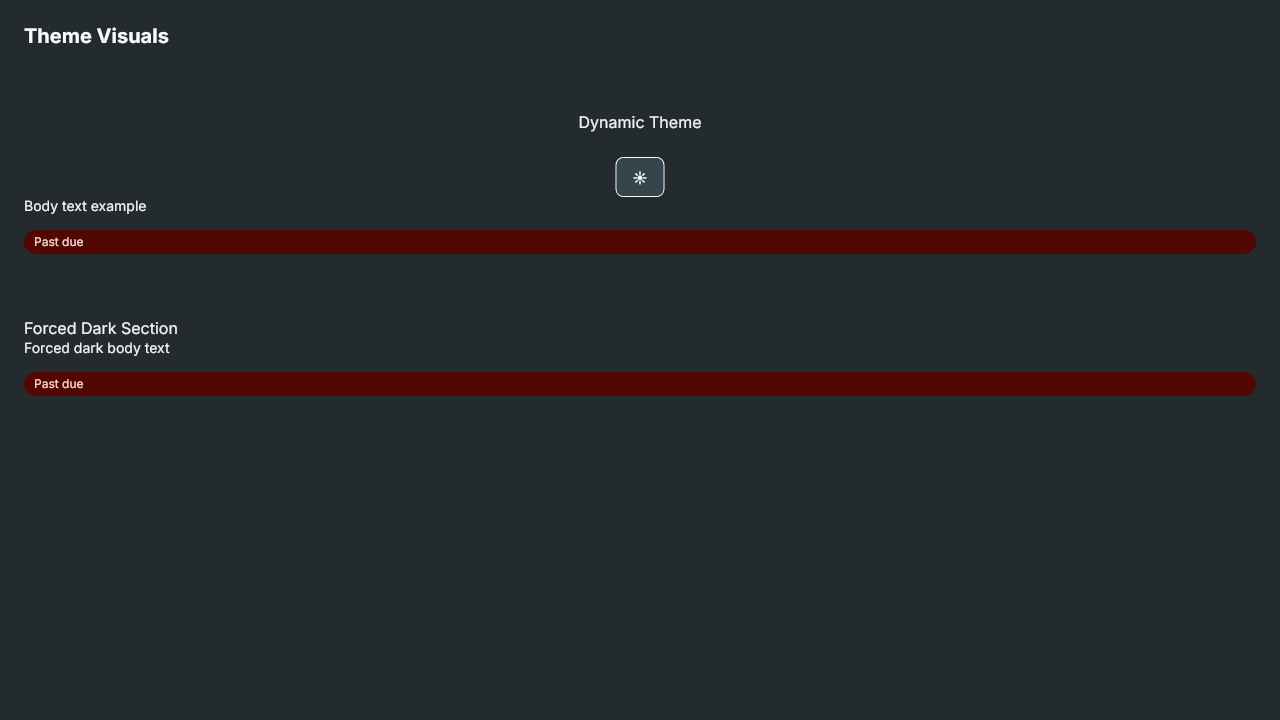 Theme Visuals
Dynamic Theme
Body text example
Past due
Forced Dark Section
Forced dark body text
Past due